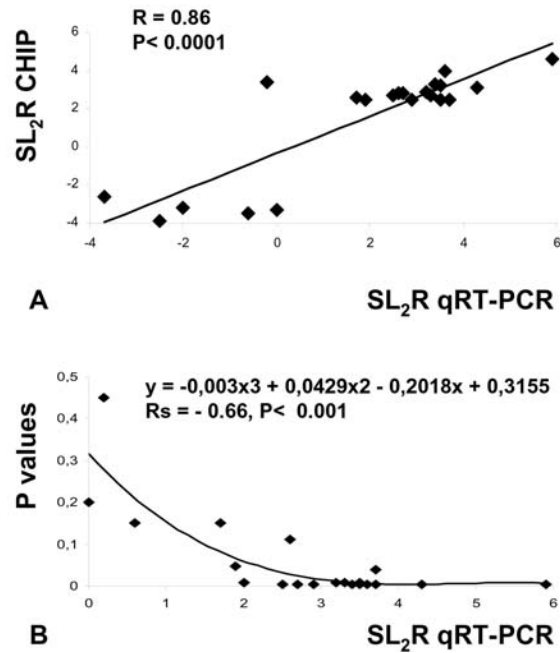 R = 0.86
P< 0.0001
SL₂R CHIP
6
4
2
0
-2
-4
-4
-2
0
2
4
6
A
SL₂R qRT-PCR
y = -0,003x3 + 0,0429x2 - 0,2018x + 0,3155
Rs = - 0.66, P< 0.001
P values
0,5
0,4
0,3
0,2
0,1
0
0
1
2
3
4
5
6
B
SL₂R qRT-PCR